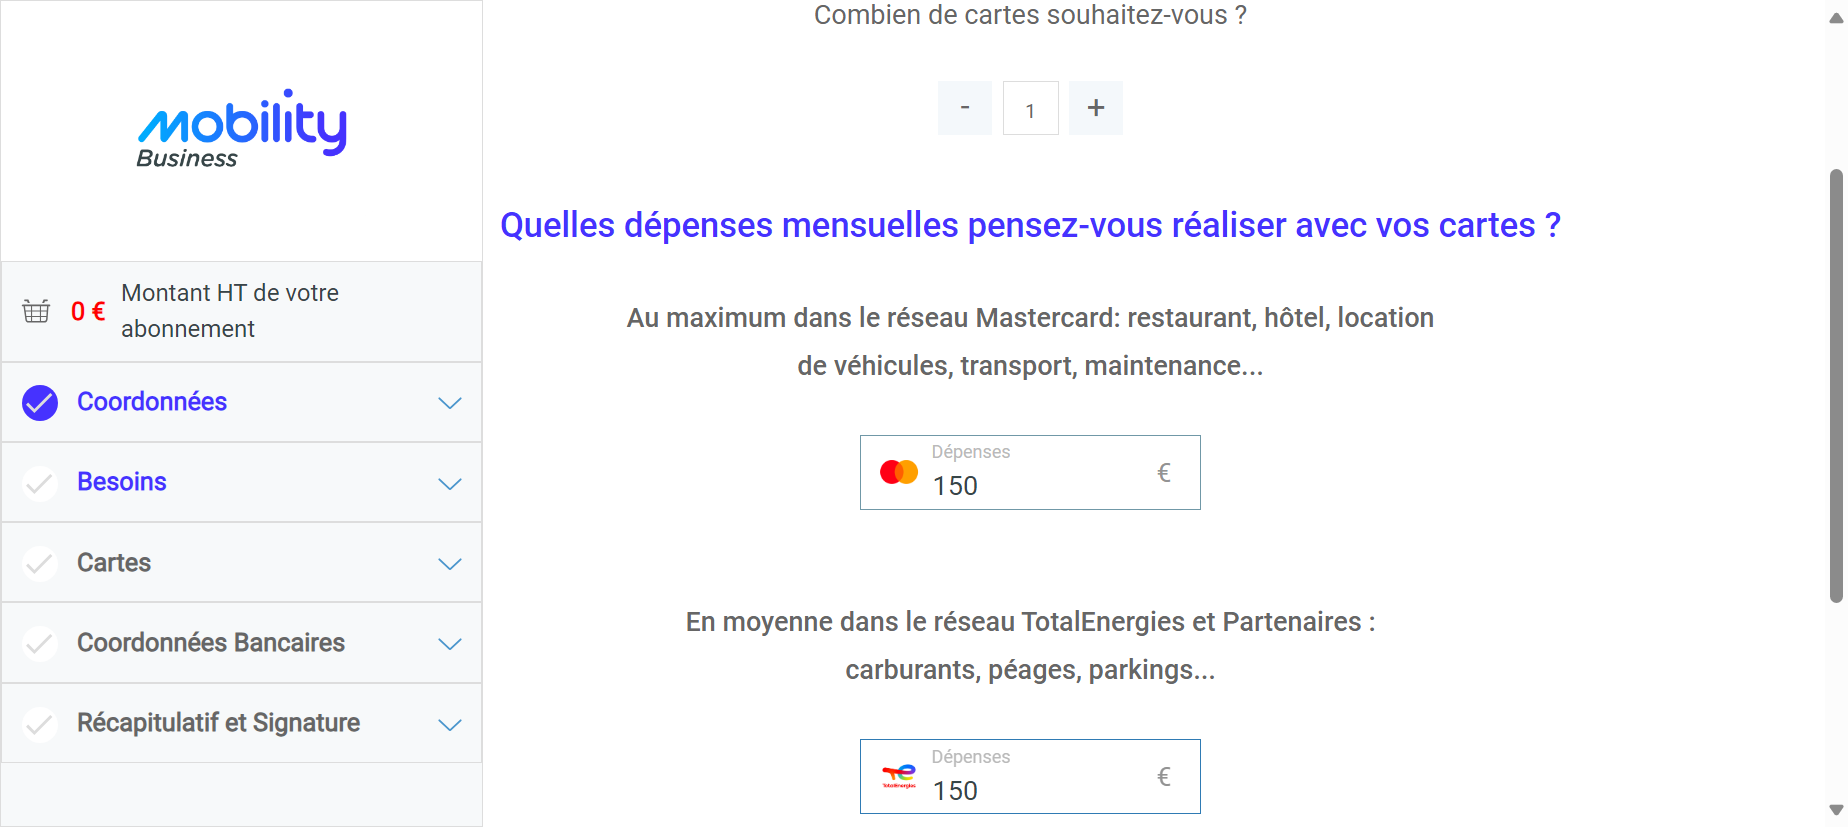 mobility
Business
0 €
Montant HT de votre
abonnement
Coordonnées
Besoins
Cartes
Coordonnées Bancaires
Récapitulatif et Signature
Combien de cartes souhaitez-vous ?
- 1 +
Quelles dépenses mensuelles pensez-vous réaliser avec vos cartes ?
Au maximum dans le réseau Mastercard: restaurant, hôtel, location
de véhicules, transport, maintenance...
Dépenses
150 €
En moyenne dans le réseau TotalEnergies et Partenaires :
carburants, péages, parkings...
Dépenses
TotalEnergies
150 €